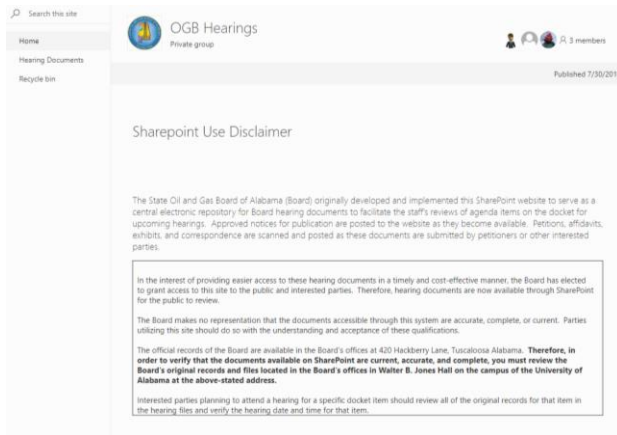 Search this site
Home
Hearing Documents
Recycle bin
OGB Hearings
Private group
3 members
Published 7/30/201
Sharepoint Use Disclaimer
The State Oil and Gas Board of Alabama (Board) originally developed and implemented this SharePoint website to serve as a
central electronic repository for Board hearing documents to facilitate the staff's reviews of agenda items on the docket for
upcoming hearings. Approved notices for publication are posted to the website as they become available. Petitions, affidavits,
exhibits, and correspondence are scanned and posted as these documents are submitted by petitioners or other interested
parties.
In the interest of providing easier access to these hearing documents in a timely and cost-effective manner, the Board has elected
to grant access to this site to the public and interested parties. Therefore, hearing documents are now available through SharePoint
for the public to review.
The Board makes no representation that the documents accessible through this system are accurate, complete, or current. Parties
utilizing this site should do so with the understanding and acceptance of these qualifications.
The official records of the Board are available in the Board's offices at 420 Hackberry Lane, Tuscaloosa Alabama. Therefore, in
order to verify that the documents available on SharePoint are current, accurate, and complete, you must review the
Board's original records and files located in the Board's offices in Walter B. Jones Hall on the campus of the University of
Alabama at the above-stated address.
Interested parties planning to attend a hearing for a specific docket item should review all of the original records for that item in
the hearing files and verify the hearing date and time for that item.